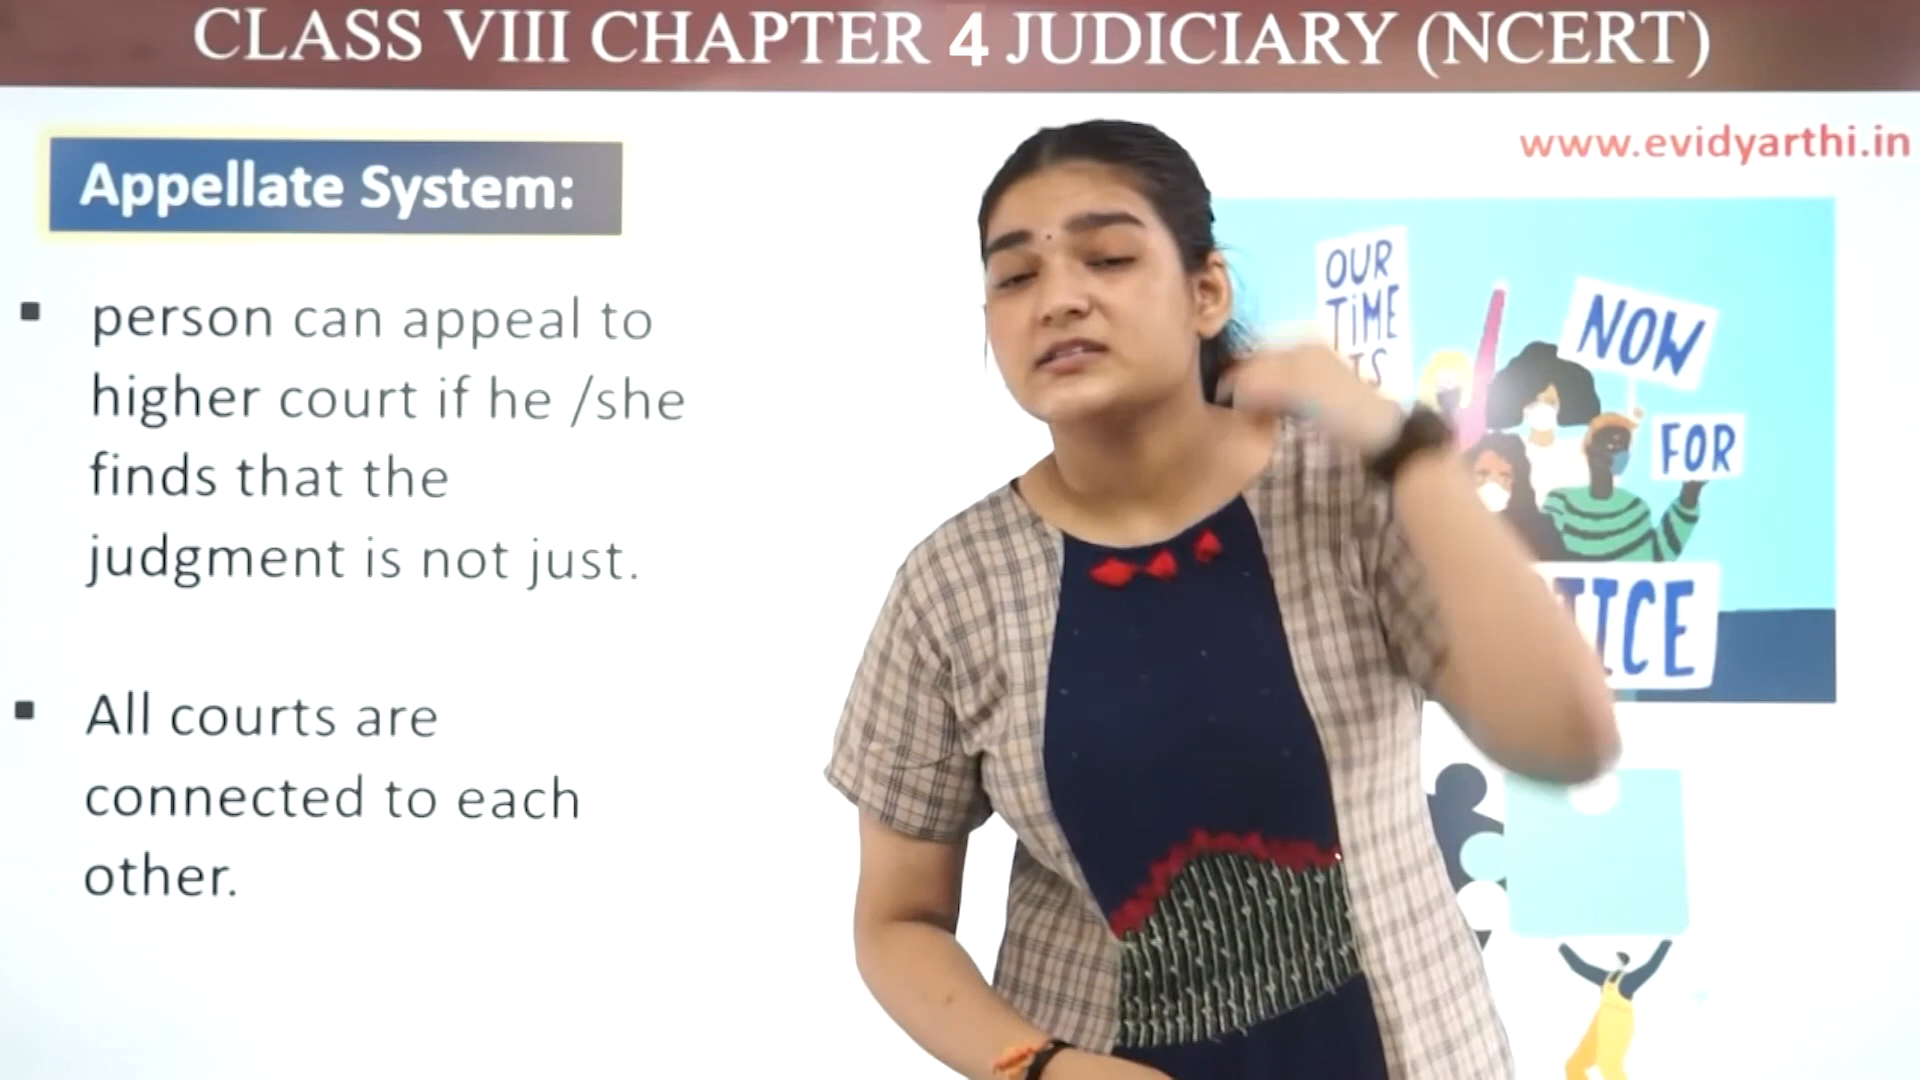 CLASS VIII CHAPTER 4 JUDICIARY (NCERT)
www.evidyarthi.in
Appellate System:
person can appeal to
higher court if he /she
finds that the
judgment is not just.
All courts are
connected to each
other.
OUR
TIME
IS
NOW
FOR